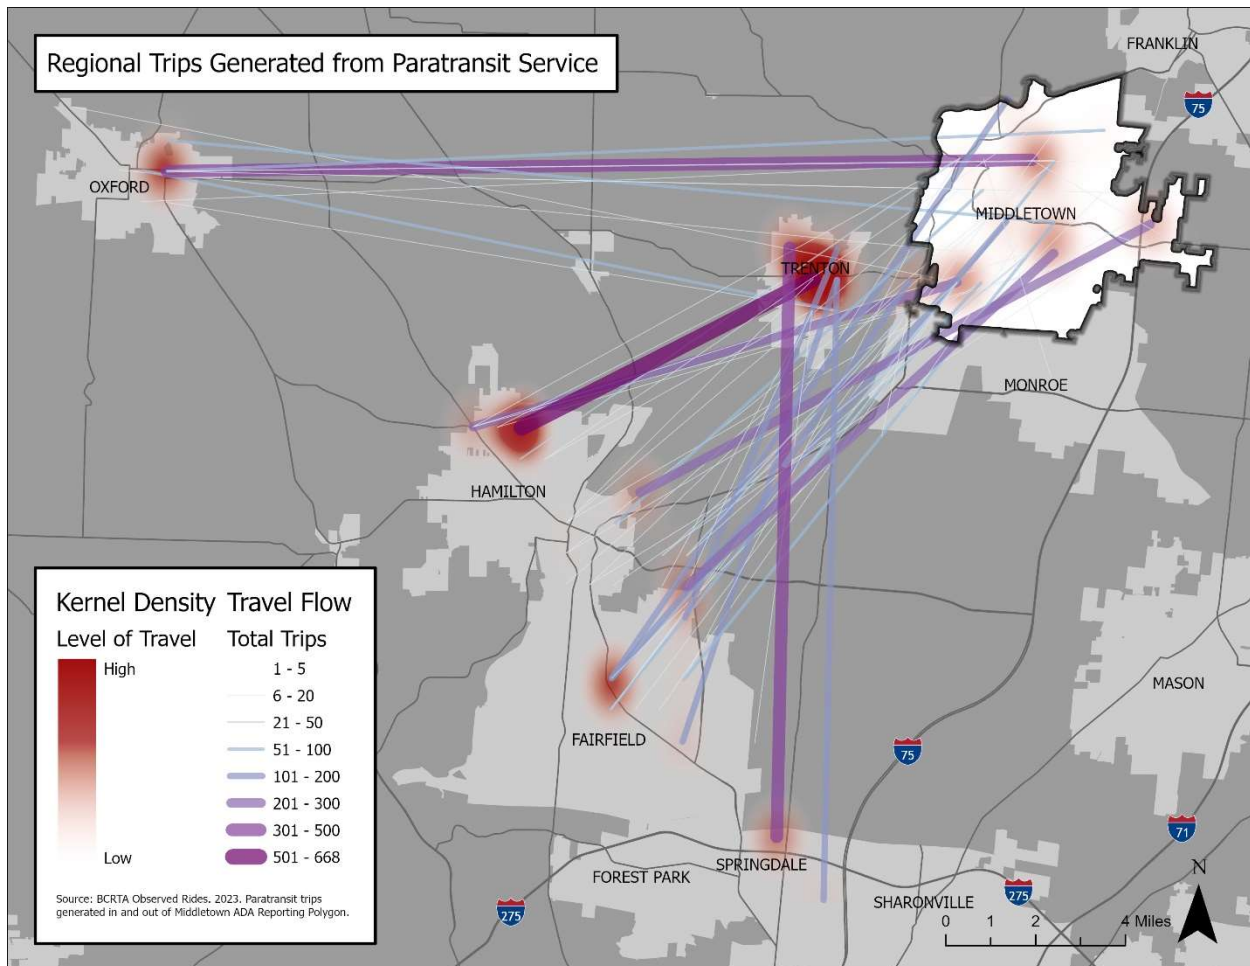 Regional Trips Generated from Paratransit Service
FRANKLIN
75
OXFORD
MIDDLETOWN
TRENTON
MONROE
HAMILTON
MASON
FAIRFIELD
75
71
SPRINGDALE
FOREST PARK
SHARONVILLE
275
275
Kernel Density Travel Flow
Level of Travel Total Trips
High
Low
1 - 5
6 - 20
21 - 50
51 - 100
101 - 200
201 - 300
301 - 500
501 - 668
Source: BCRTA Observed Rides. 2023. Paratransit trips
generated in and out of Middletown ADA Reporting Polygon.
N
0 1 2 4 Miles